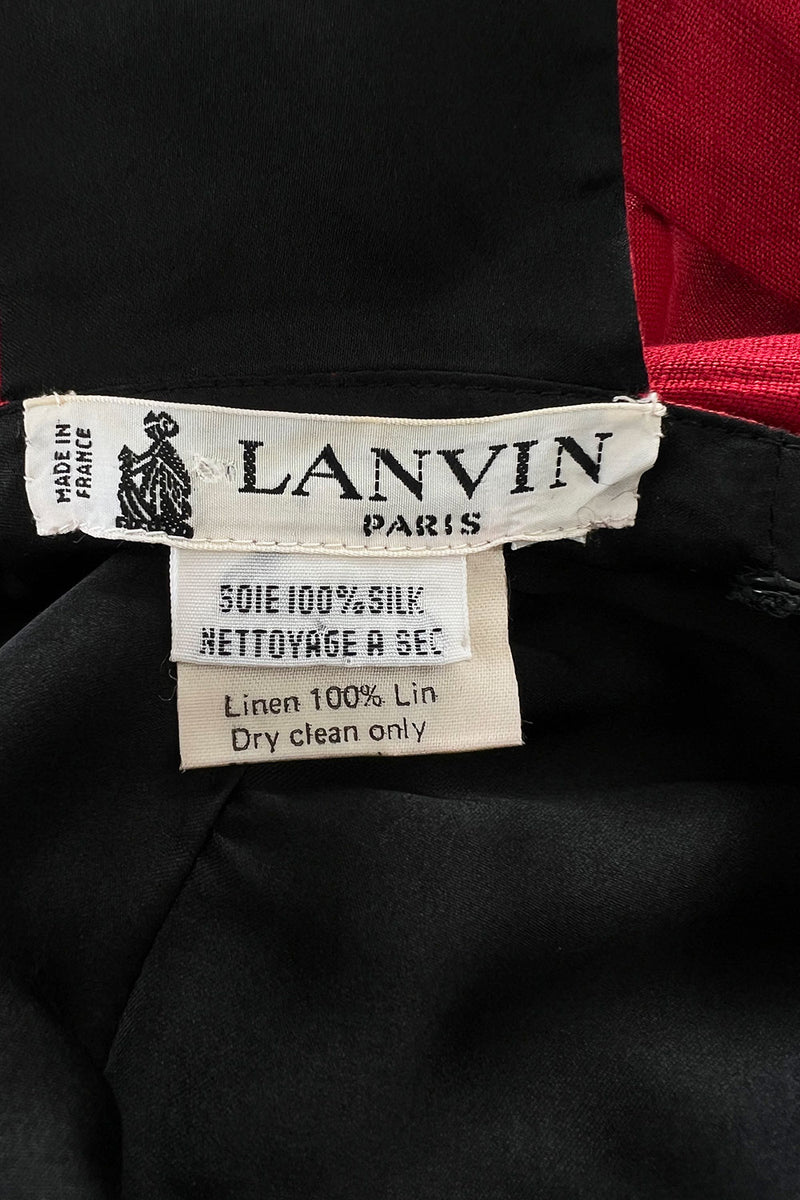 MADE IN
FRANCE
LANVIN
PARIS
SOIE 100% SILK
NETTOYAGE A SEC
Linen 100% Lin
Dry clean only